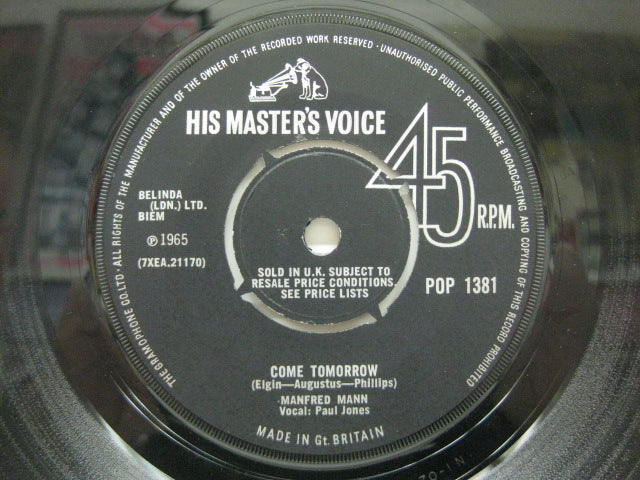 THE GRAMOPHONE CO. LTD · ALL RIGHTS OF THE MANUFACTURER AND OF THE OWNER OF THE RECORDED WORK RESERVED · UNAUTHORISED PUBLIC PERFORMANCE BROADCASTING AND COPYING OF THIS RECORD PROHIBITED
HIS MASTER'S VOICE
45 R.P.M.
BELINDA
(LDN.) LTD.
BIEM
℗ 1965
(7XEA.21170)
SOLD IN U.K. SUBJECT TO
RESALE PRICE CONDITIONS.
SEE PRICE LISTS
POP 1381
COME TOMORROW
(Elgin—Augustus—Phillips)
MANFRED MANN
Vocal: Paul Jones
MADE IN Gt. BRITAIN